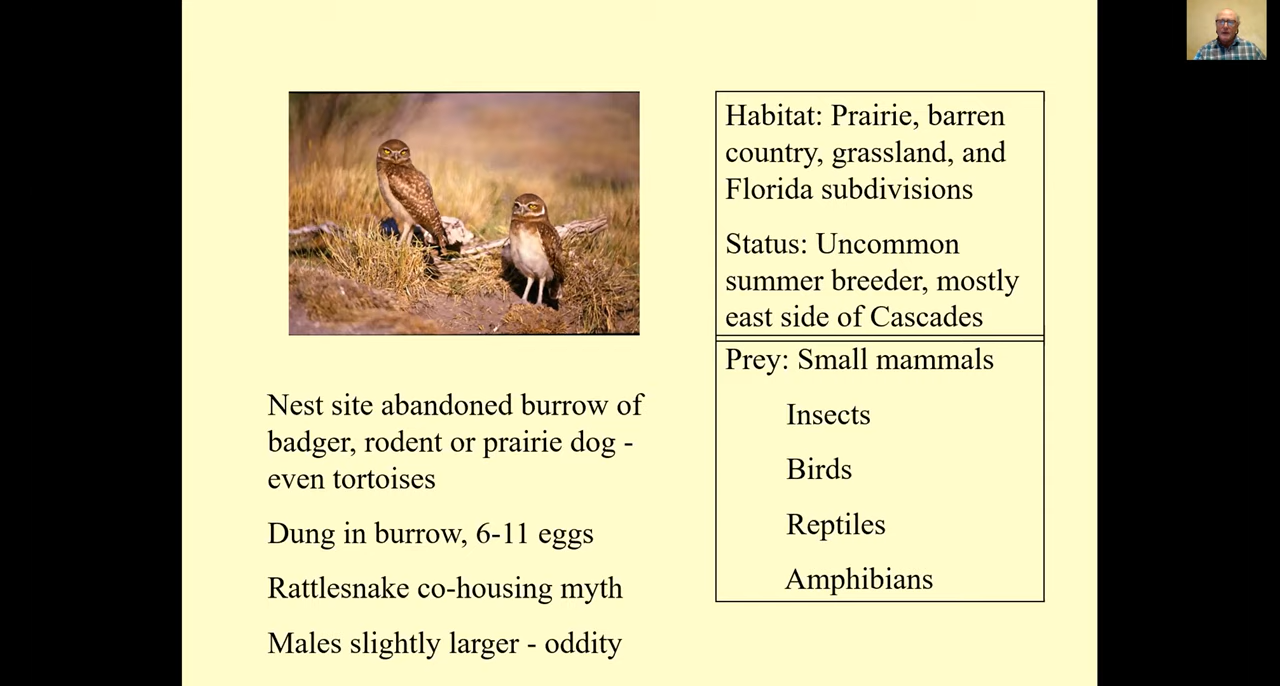 Habitat: Prairie, barren
country, grassland, and
Florida subdivisions
Status: Uncommon
summer breeder, mostly
east side of Cascades
Prey: Small mammals
Insects
Birds
Reptiles
Amphibians
Nest site abandoned burrow of
badger, rodent or prairie dog -
even tortoises
Dung in burrow, 6-11 eggs
Rattlesnake co-housing myth
Males slightly larger - oddity